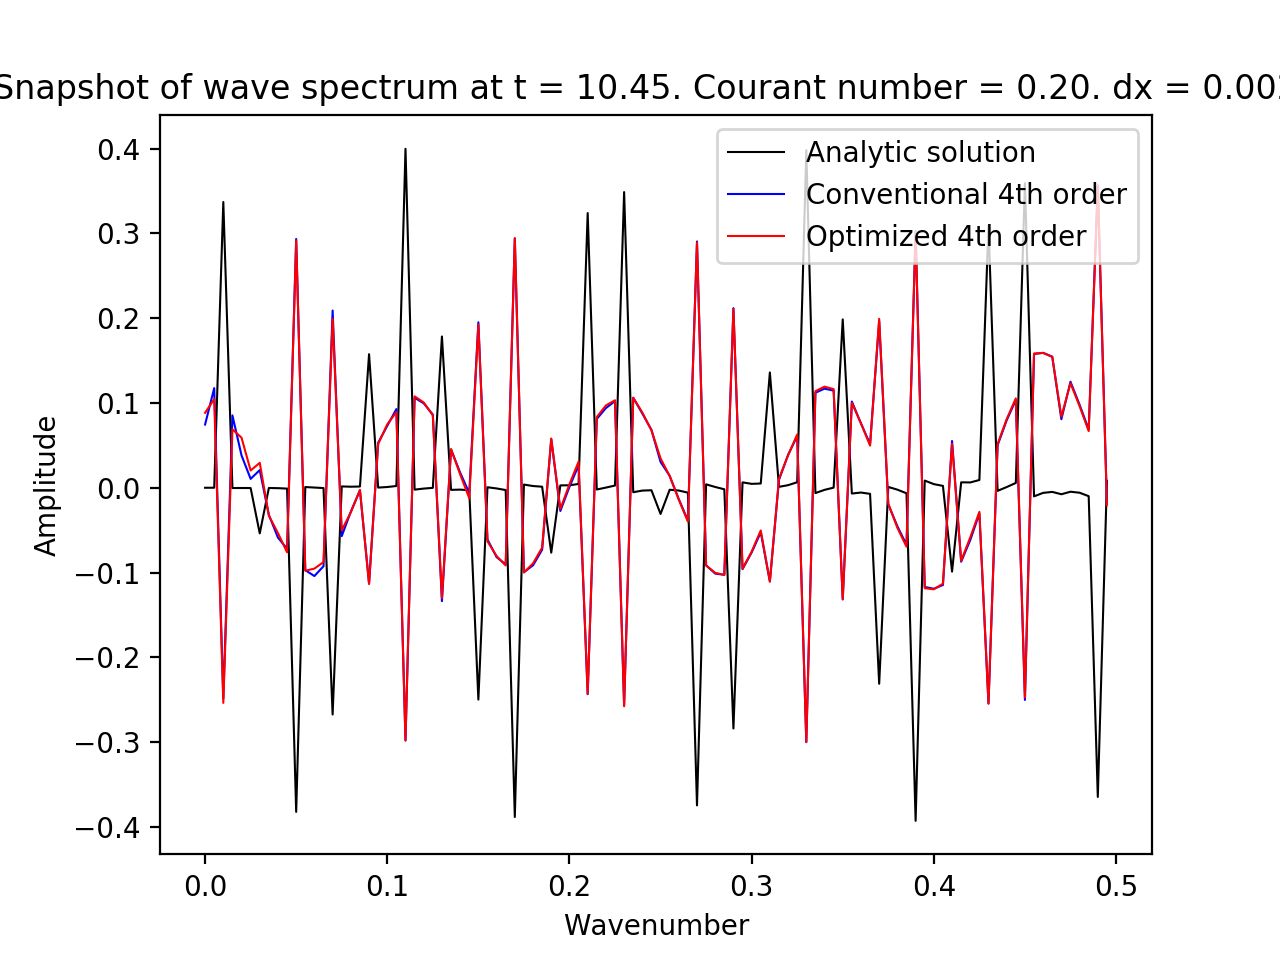 Snapshot of wave spectrum at t = 10.45. Courant number = 0.20. dx = 0.002
Analytic solution
Conventional 4th order
Optimized 4th order
Amplitude
0.4
0.3
0.2
0.1
0.0
−0.1
−0.2
−0.3
−0.4
0.0 0.1 0.2 0.3 0.4 0.5
Wavenumber